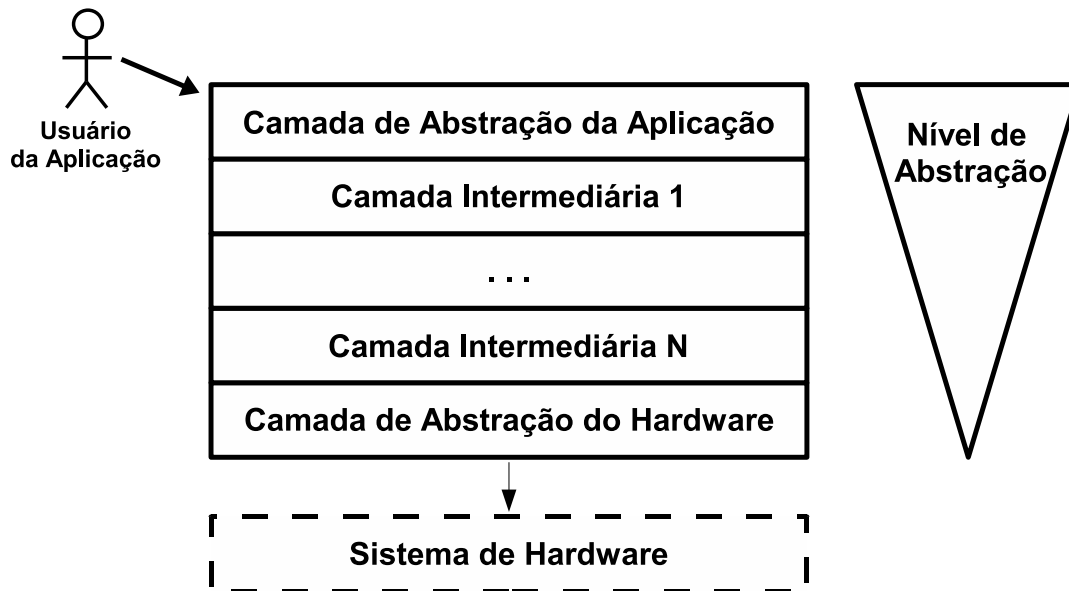 Usuário
da Aplicação
Camada de Abstração da Aplicação
Camada Intermediária 1
. . .
Camada Intermediária N
Camada de Abstração do Hardware
Sistema de Hardware
Nível de
Abstração